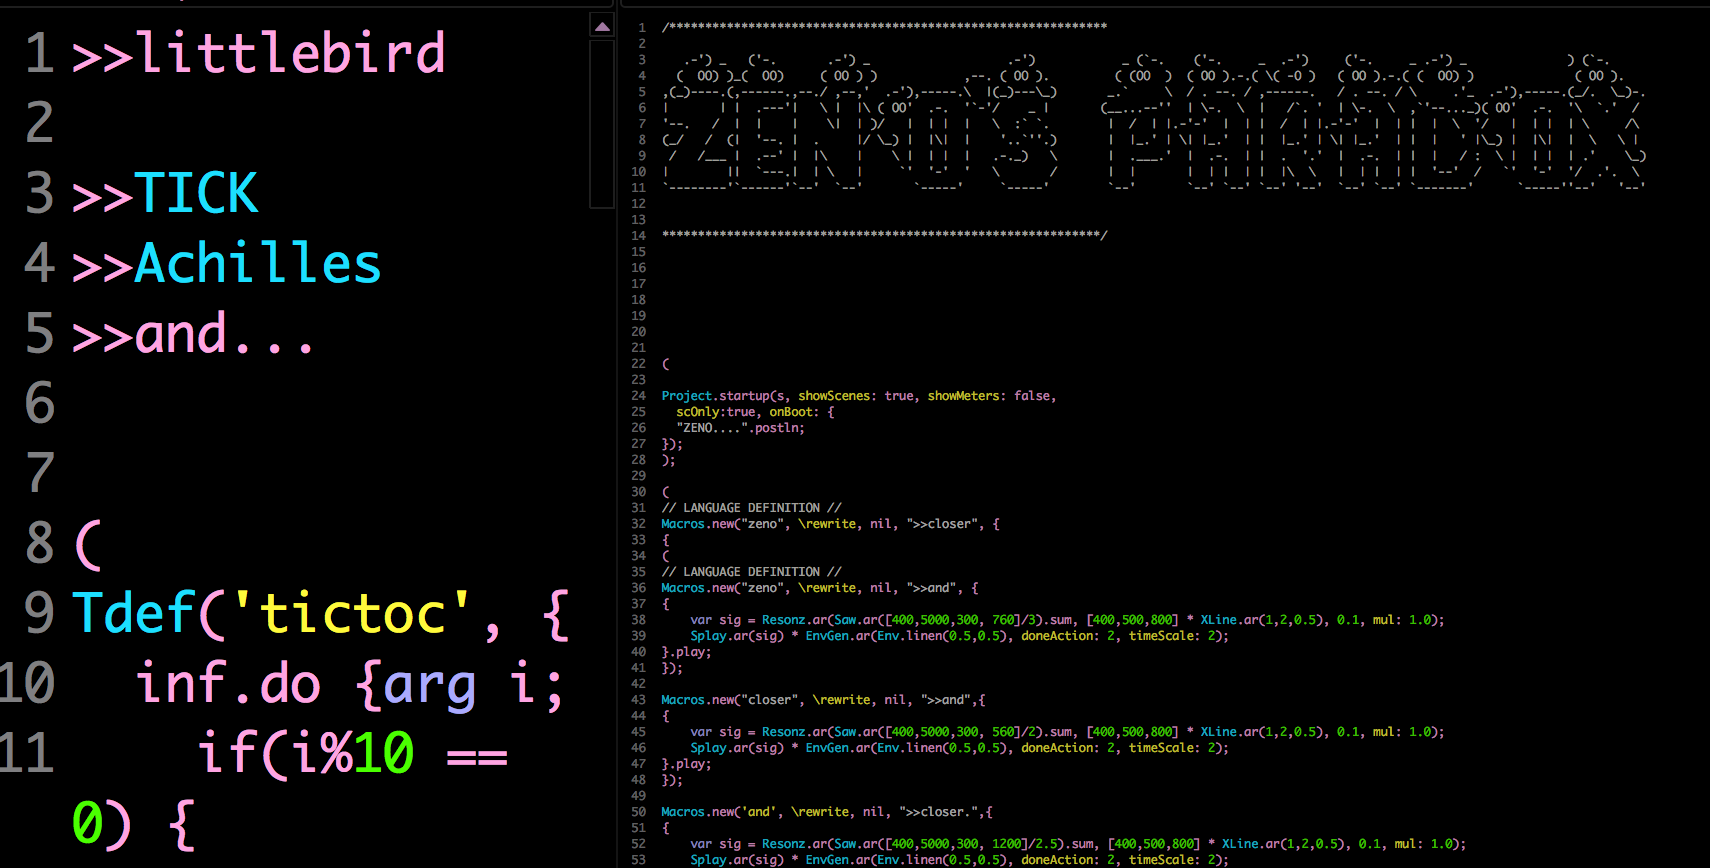 1 >>littlebird
2
3 >>TICK
4 >>Achilles
5 >>and...
6
7
8 (
9 Tdef('tictoc', {
10 inf.do {arg i;
11 if(i%10 ==
0) {
1 /*************************************************************
2
ZENO'S PARADOX
12
13
14 *************************************************************/
15
16
17
18
19
20
21
22 (
23
24 Project.startup(s, showScenes: true, showMeters: false,
25 scOnly:true, onBoot: {
26 "ZENO....".postln;
27 });
28 );
29
30 (
31 // LANGUAGE DEFINITION //
32 Macros.new("zeno", \rewrite, nil, ">>closer", {
33 {
34 (
35 // LANGUAGE DEFINITION //
36 Macros.new("zeno", \rewrite, nil, ">>and", {
37 {
38 var sig = Resonz.ar(Saw.ar([400,5000,300, 760]/3).sum, [400,500,800] * XLine.ar(1,2,0.5), 0.1, mul: 1.0);
39 Splay.ar(sig) * EnvGen.ar(Env.linen(0.5,0.5), doneAction: 2, timeScale: 2);
40 }.play;
41 });
42
43 Macros.new("closer", \rewrite, nil, ">>and",{
44 {
45 var sig = Resonz.ar(Saw.ar([400,5000,300, 560]/2).sum, [400,500,800] * XLine.ar(1,2,0.5), 0.1, mul: 1.0);
46 Splay.ar(sig) * EnvGen.ar(Env.linen(0.5,0.5), doneAction: 2, timeScale: 2);
47 }.play;
48 });
49
50 Macros.new('and', \rewrite, nil, ">>closer.",{
51 {
52 var sig = Resonz.ar(Saw.ar([400,5000,300, 1200]/2.5).sum, [400,500,800] * XLine.ar(1,2,0.5), 0.1, mul: 1.0);
53 Splay.ar(sig) * EnvGen.ar(Env.linen(0.5,0.5), doneAction: 2, timeScale: 2);